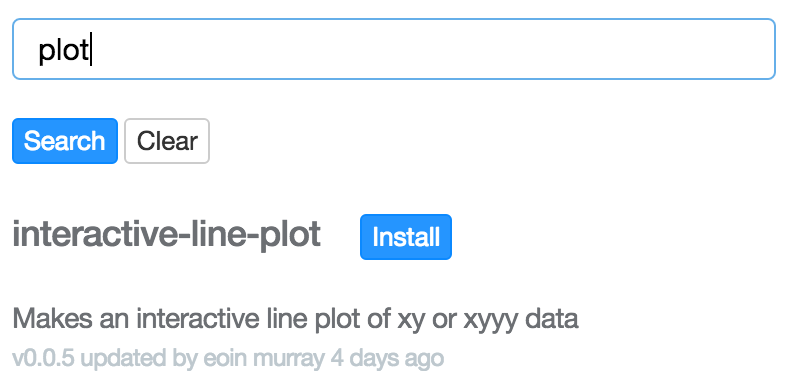 plot
Search Clear
interactive-line-plot Install
Makes an interactive line plot of xy or xyyy data
v0.0.5 updated by eoin murray 4 days ago